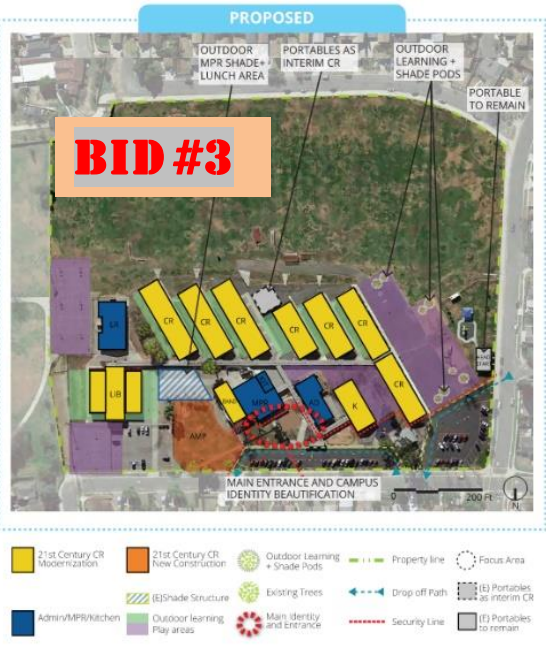 PROPOSED
OUTDOOR
MPR SHADE+
LUNCH AREA
PORTABLES AS
INTERIM CR
OUTDOOR
LEARNING +
SHADE PODS
PORTABLE
TO REMAIN
BID #3
CR
CR
CR
CR
CR
CR
LIB
MPR
K
CR
AMP
MAIN ENTRANCE AND CAMPUS
IDENTITY BEAUTIFICATION
0
200 Ft
N
21st Century CR
Modernization
21st Century CR
New Construction
Outdoor Learning
+ Shade Pods
Property line
Focus Area
(E)Shade Structure
Existing Trees
Drop off Path
(E) Portables
as interim CR
Admin/MPR/Kitchen
Outdoor learning
Play areas
Main Identity
and Entrance
Security Line
(E) Portables
to remain